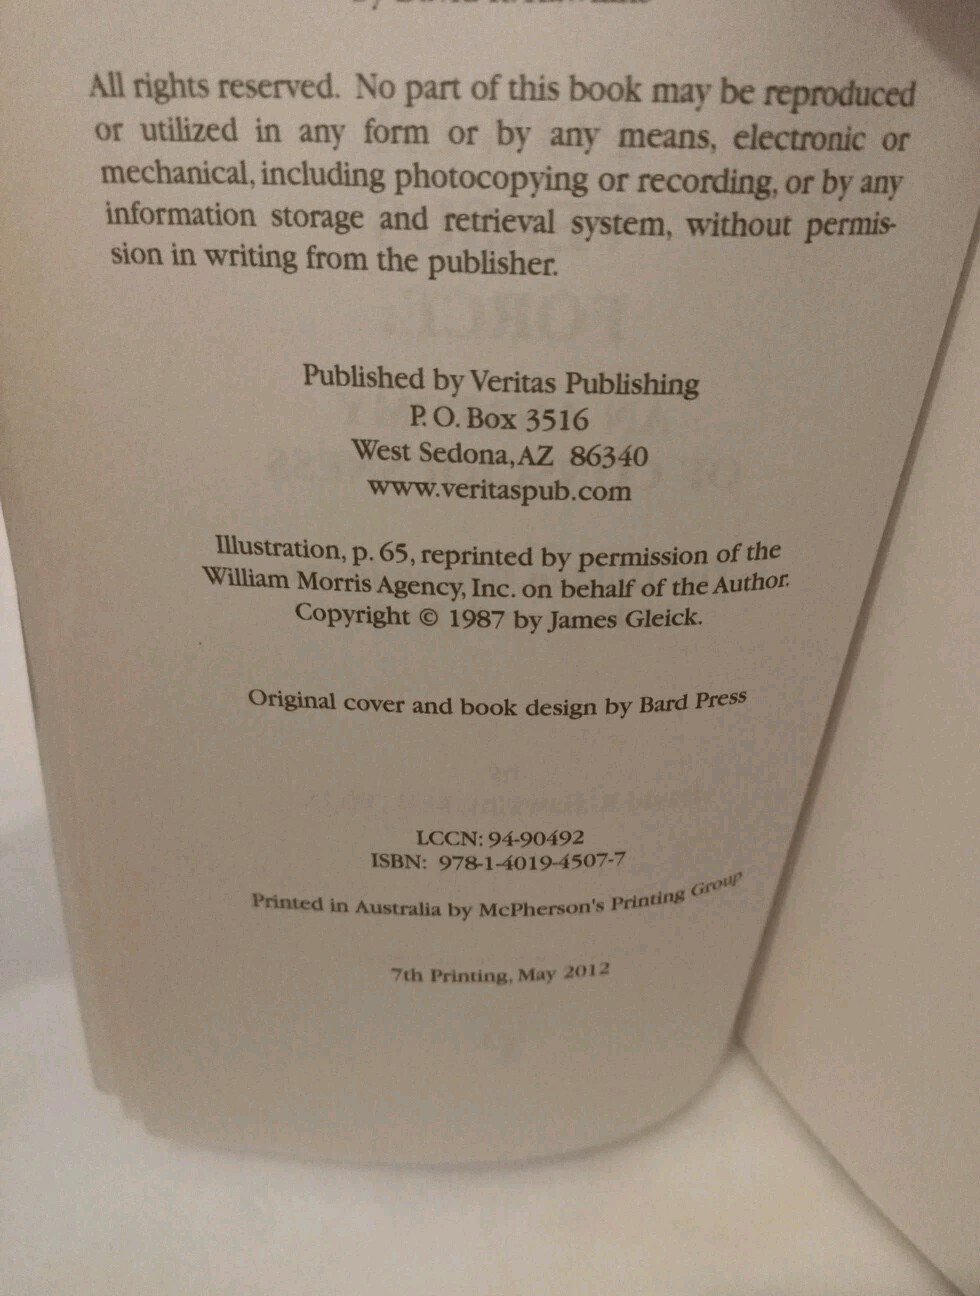 All rights reserved. No part of this book may be reproduced
or utilized in any form or by any means, electronic or
mechanical, including photocopying or recording, or by any
information storage and retrieval system, without permis-
sion in writing from the publisher.
Published by Veritas Publishing
P. O. Box 3516
West Sedona, AZ 86340
www.veritaspub.com
Illustration, p. 65, reprinted by permission of the
William Morris Agency, Inc. on behalf of the Author.
Copyright © 1987 by James Gleick.
Original cover and book design by Bard Press
LCCN: 94-90492
ISBN: 978-1-4019-4507-7
Printed in Australia by McPherson's Printing Group
7th Printing, May 2012